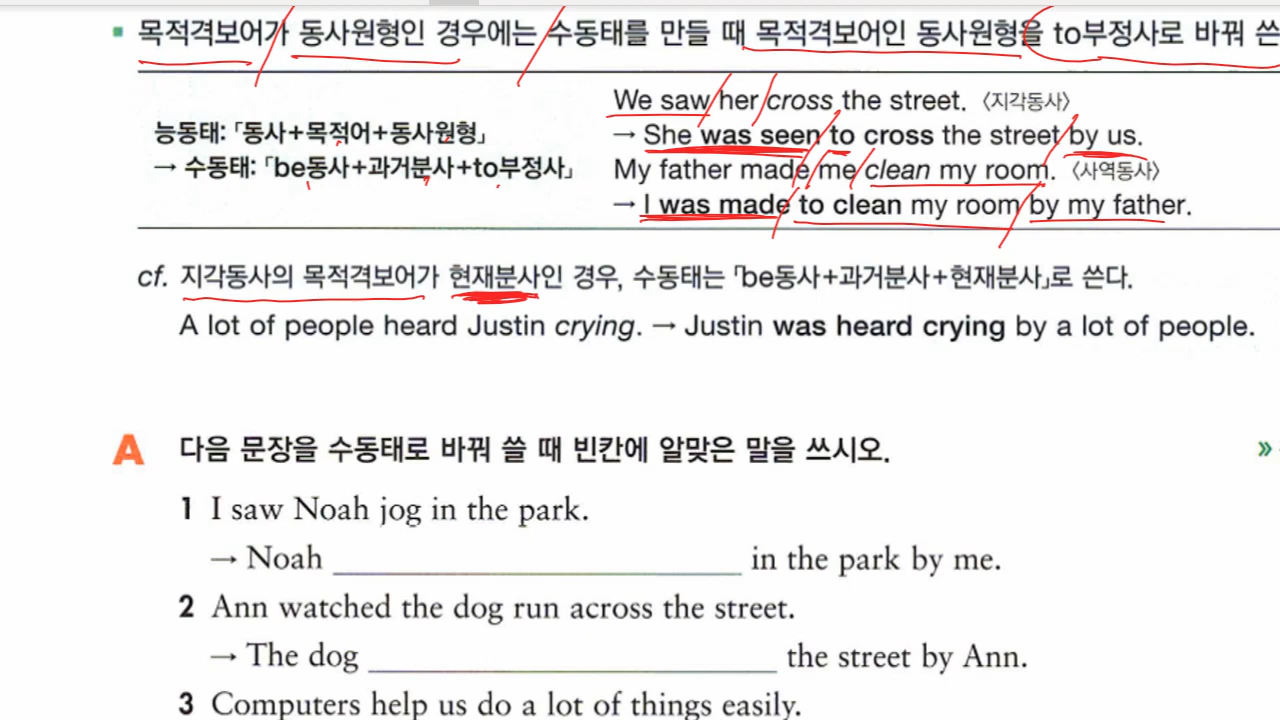 ▪ 목적격보어가 동사원형인 경우에는 수동태를 만들 때 목적격보어인 동사원형을 to부정사로 바꿔 쓴
We saw her cross the street. 〈지각동사〉
능동태: 「동사+목적어+동사원형」
→ She was seen to cross the street by us.
→ 수동태: 「be동사+과거분사+to부정사」
My father made me clean my room. 〈사역동사〉
→ I was made to clean my room by my father.
cf. 지각동사의 목적격보어가 현재분사인 경우, 수동태는 「be동사+과거분사+현재분사」로 쓴다.
A lot of people heard Justin crying. → Justin was heard crying by a lot of people.
A 다음 문장을 수동태로 바꿔 쓸 때 빈칸에 알맞은 말을 쓰시오. »
1 I saw Noah jog in the park.
→ Noah ____________ in the park by me.
2 Ann watched the dog run across the street.
→ The dog ____________ the street by Ann.
3 Computers help us do a lot of things easily.